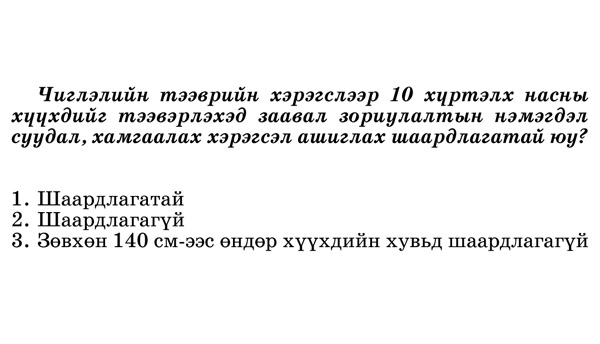 Чиглэлийн тээврийн хэрэгслээр 10 хүртэлх насны
хүүхдийг тээвэрлэхэд заавал зориулалтын нэмэгдэл
суудал, хамгаалах хэрэгсэл ашиглах шаардлагатай юу?
1. Шаардлагатай
2. Шаардлагагүй
3. Зөвхөн 140 см-ээс өндөр хүүхдийн хувьд шаардлагагүй